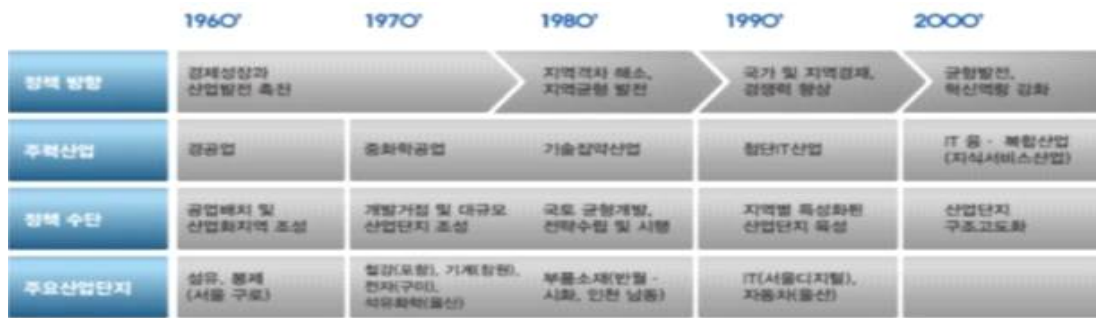 1960' 1970' 1980' 1990' 2000'
정책 방향
경제성장과
산업발전 촉진
지역격차 해소,
지역균형 발전
국가 및 지역경제,
경쟁력 향상
균형발전,
혁신역량 강화
주력산업
경공업
중화학공업
기술집약산업
첨단IT산업
IT 융 · 복합산업
(지식서비스산업)
정책 수단
공업배치 및
산업화지역 조성
개발거점 및 대규모
산업단지 조성
국토 균형개발,
전략수립 및 시행
지역별 특성화된
산업단지 육성
산업단지
구조고도화
주요산업단지
섬유, 봉제
(서울 구로)
철강(포항), 기계(창원),
전자(구미),
석유화학(울산)
부품소재(반월 ·
시화, 인천 남동)
IT(서울디지털),
자동차(울산)